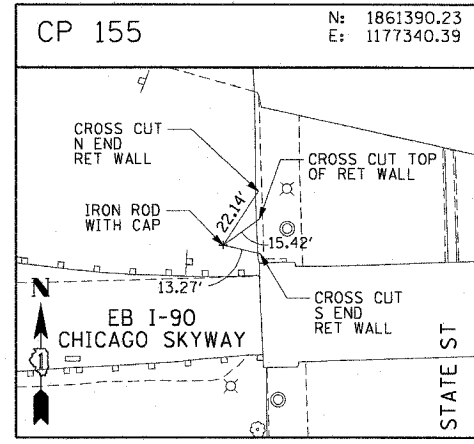 CP 155
N: 1861390.23
E: 1177340.39
CROSS CUT
N END
RET WALL
CROSS CUT TOP
OF RET WALL
22.14'
IRON ROD
WITH CAP
15.42'
13.27'
CROSS CUT
S END
RET WALL
N
1
EB I-90
CHICAGO SKYWAY
STATE ST